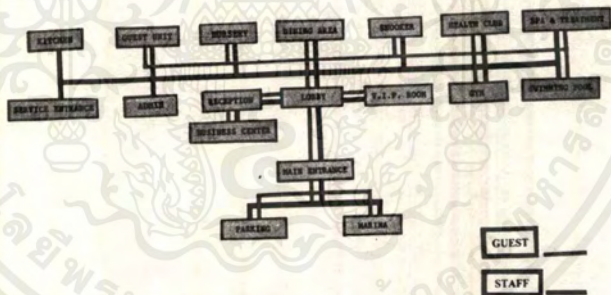 KITCHEN
GUEST UNIT
NURSERY
DINING AREA
SNOOKER
HEALTH CLUB
SPA & TREATMENT
SERVICE ENTRANCE
ADMIN
RECEPTION
LOBBY
V.I.P. ROOM
GYM
SWIMMING POOL
BUSINESS CENTER
MAIN ENTRANCE
PARKING
MARINA
GUEST
STAFF